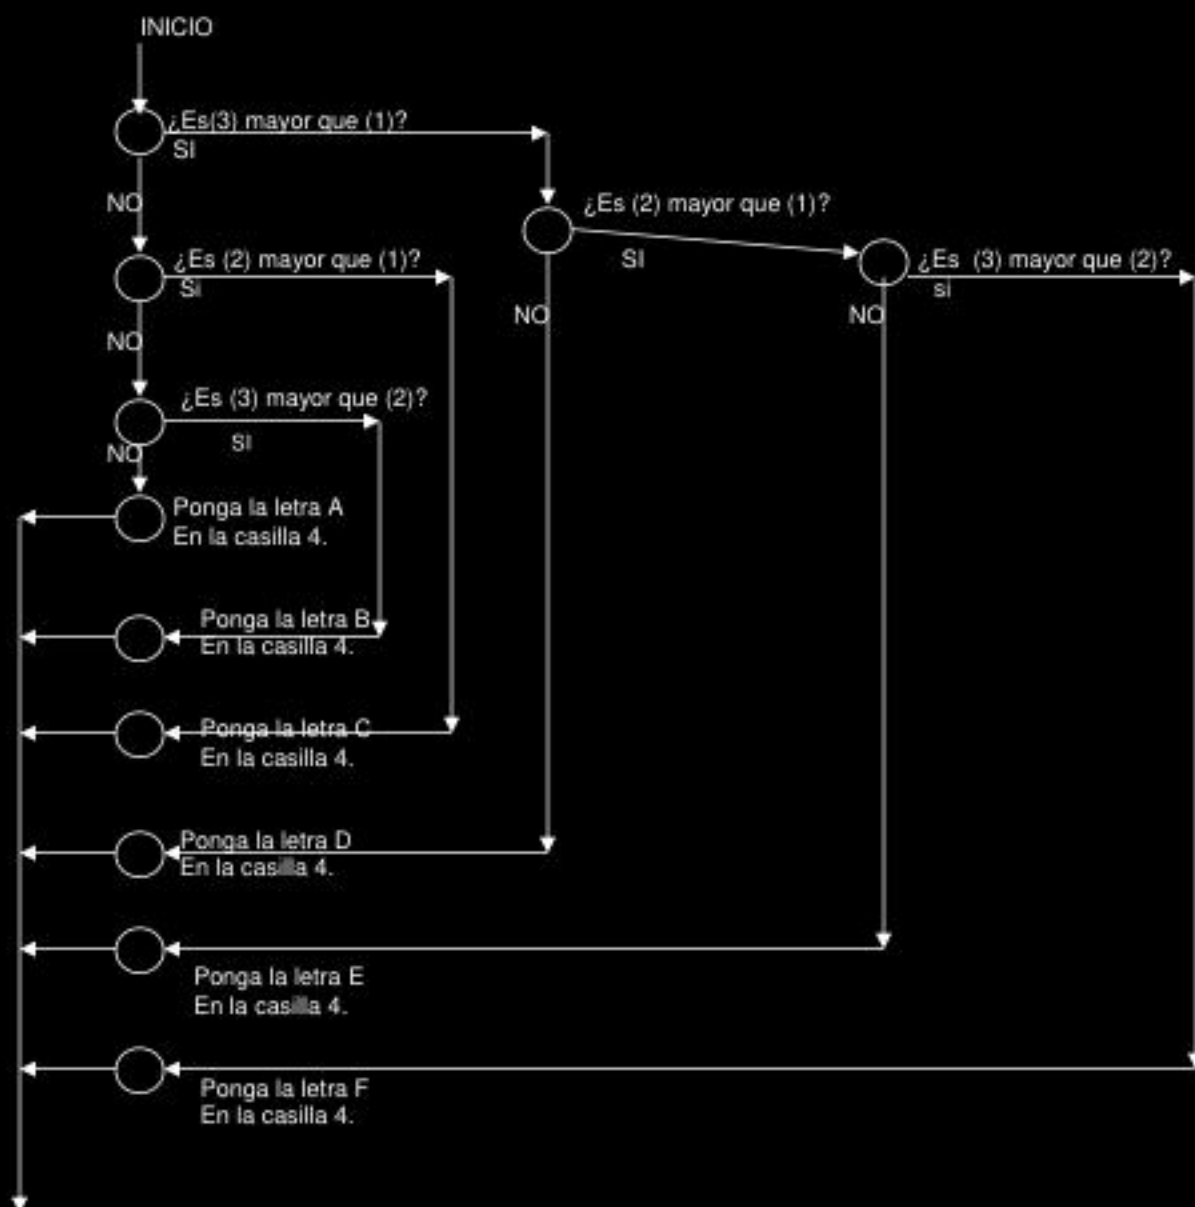 INICIO
¿Es(3) mayor que (1)?
SI
NO
¿Es (2) mayor que (1)?
SI
NO
¿Es (3) mayor que (2)?
sí
NO
¿Es (2) mayor que (1)?
Si
NO
¿Es (3) mayor que (2)?
SI
NO
Ponga la letra A
En la casilla 4.
Ponga la letra B
En la casilla 4.
Ponga la letra C
En la casilla 4.
Ponga la letra D
En la casilla 4.
Ponga la letra E
En la casilla 4.
Ponga la letra F
En la casilla 4.